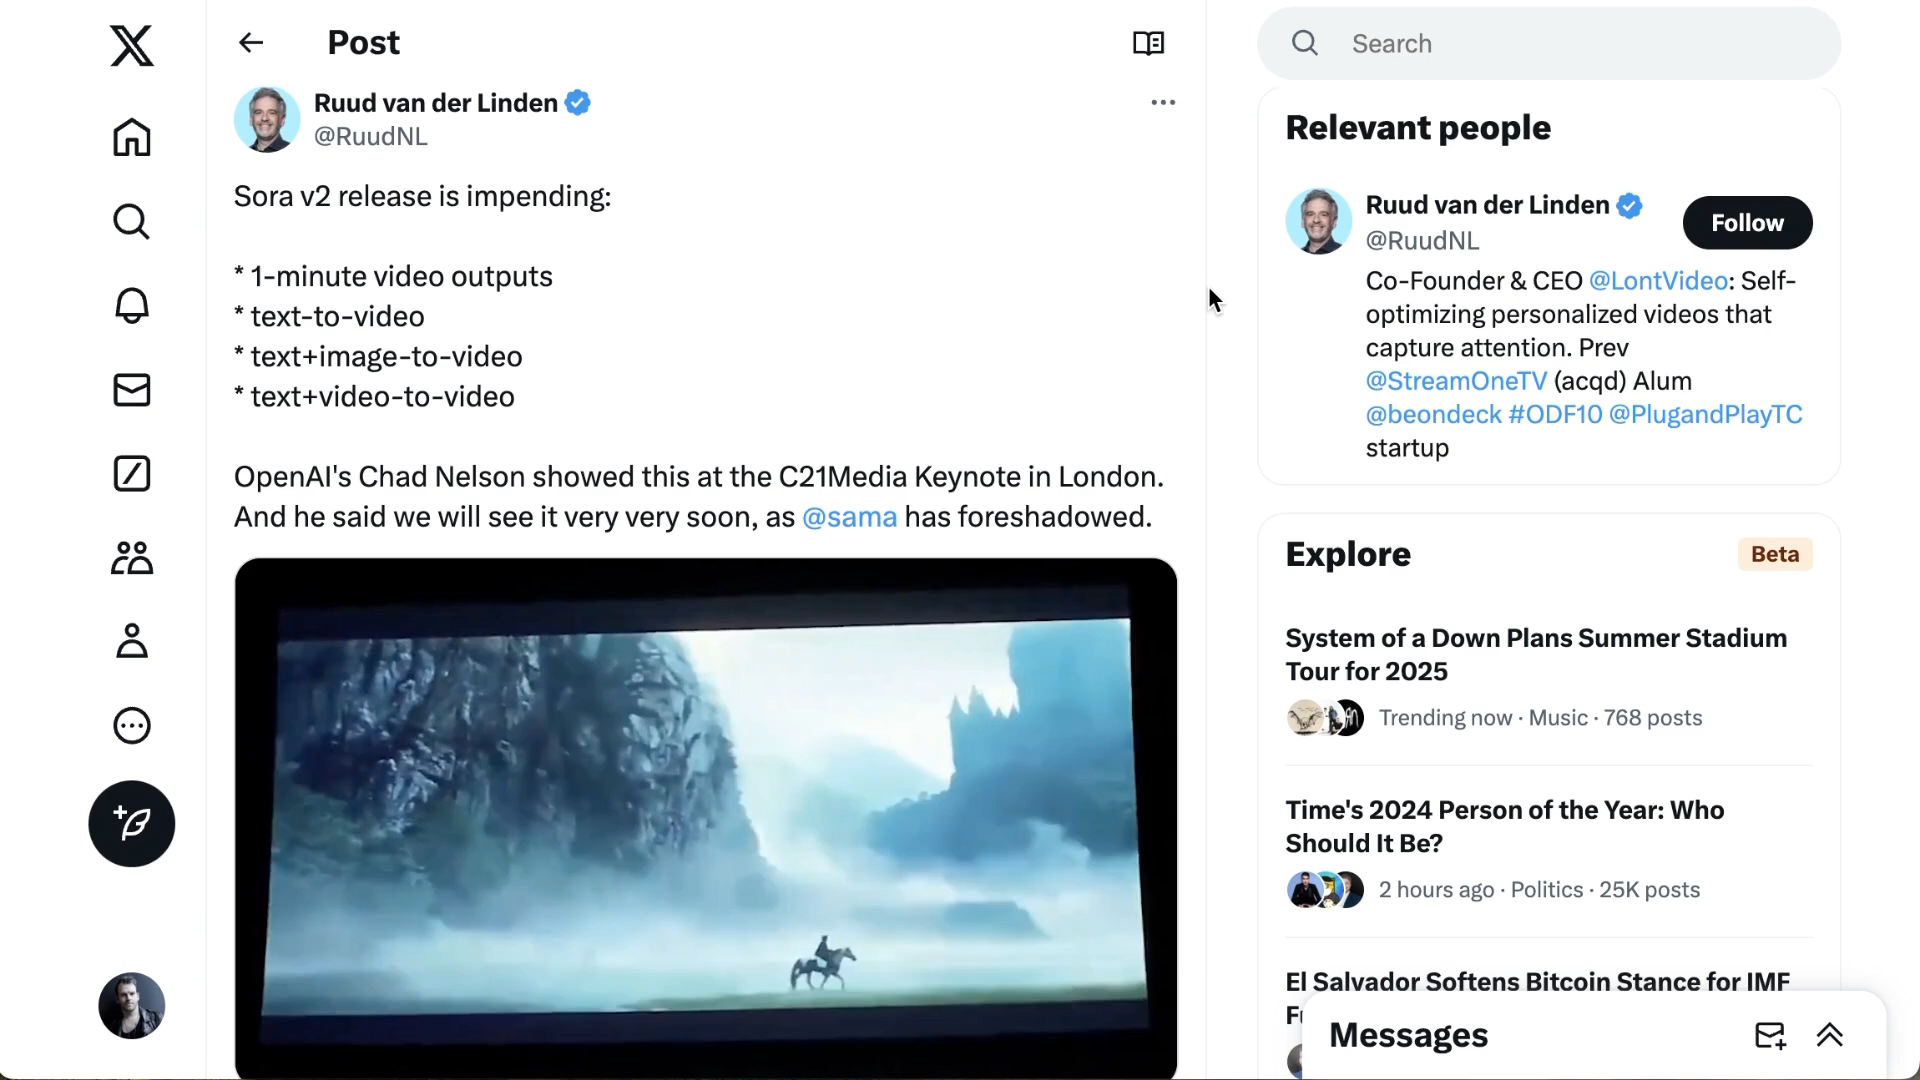 Post
Ruud van der Linden
@RuudNL
Sora v2 release is impending:
* 1-minute video outputs
* text-to-video
* text+image-to-video
* text+video-to-video
OpenAI's Chad Nelson showed this at the C21Media Keynote in London.
And he said we will see it very very soon, as @sama has foreshadowed.
Search
Relevant people
Ruud van der Linden
@RuudNL
Follow
Co-Founder & CEO @LontVideo: Self-
optimizing personalized videos that
capture attention. Prev
@StreamOneTV (acqd) Alum
@beondeck #ODF10 @PlugandPlayTC
startup
Explore
Beta
System of a Down Plans Summer Stadium
Tour for 2025
Trending now · Music · 768 posts
Time's 2024 Person of the Year: Who
Should It Be?
2 hours ago · Politics · 25K posts
El Salvador Softens Bitcoin Stance for IMF
Messages